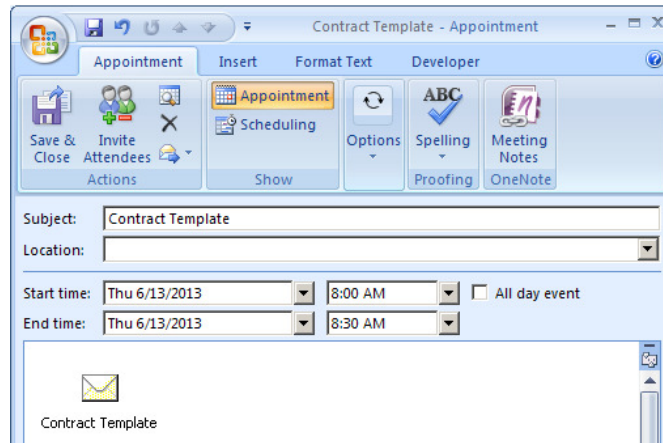 Contract Template - Appointment
Appointment Insert Format Text Developer
Save & Close
Invite Attendees
Actions
Appointment
Scheduling
Show
Options
ABC
Spelling
Proofing
Meeting Notes
OneNote
Subject: Contract Template
Location:
Start time: Thu 6/13/2013 8:00 AM All day event
End time: Thu 6/13/2013 8:30 AM
Contract Template